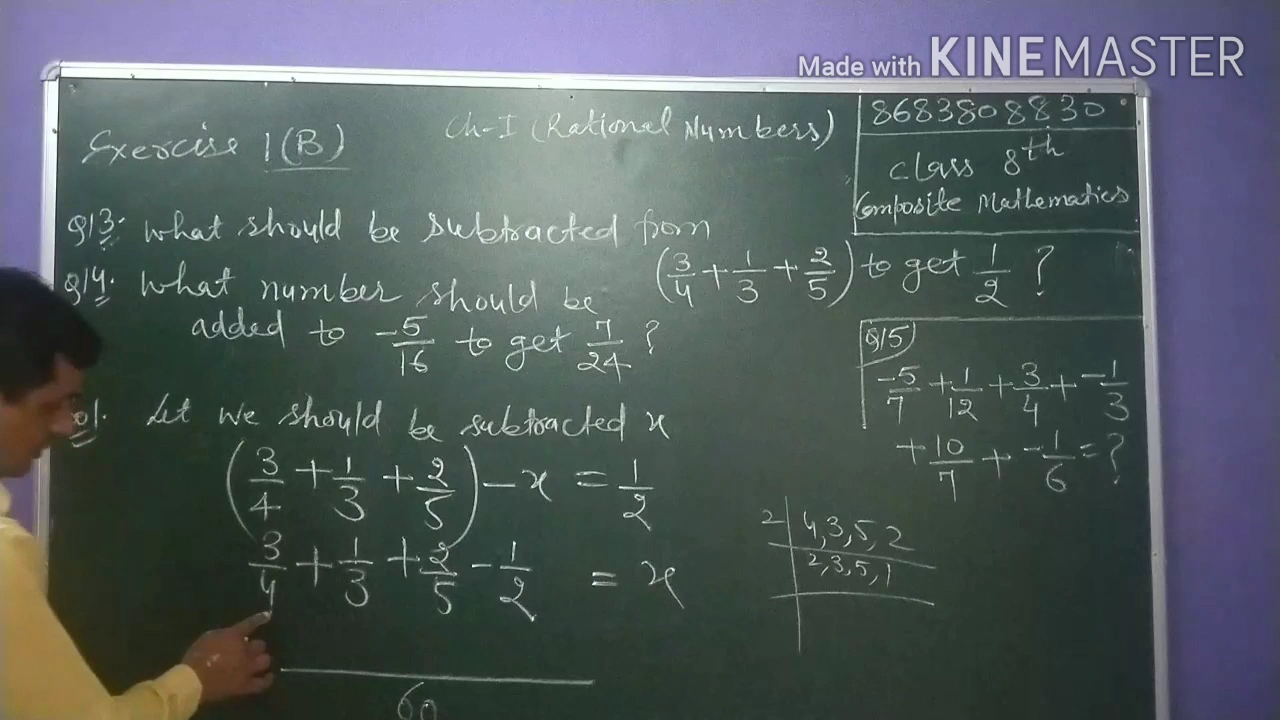 Made with KINEMASTER
Exercise 1(B)
Ch-I (Rational Numbers)
8683808830
class 8th
Composite Mathematics
Q13. What should be subtracted from
(3/4 + 1/3 + 2/5) to get 1/2 ?
Q14. What number should be
added to -5/16 to get 7/24 ?
Q15)
-5/7 + 1/12 + 3/4 + -1/3
+ 10/7 + -1/6 = ?
Let we should be subtracted x
(3/4 + 1/3 + 2/5) - x = 1/2
3/4 + 1/3 + 2/5 - 1/2 = x
60
2 | 4,3,5,2
2,3,5,1